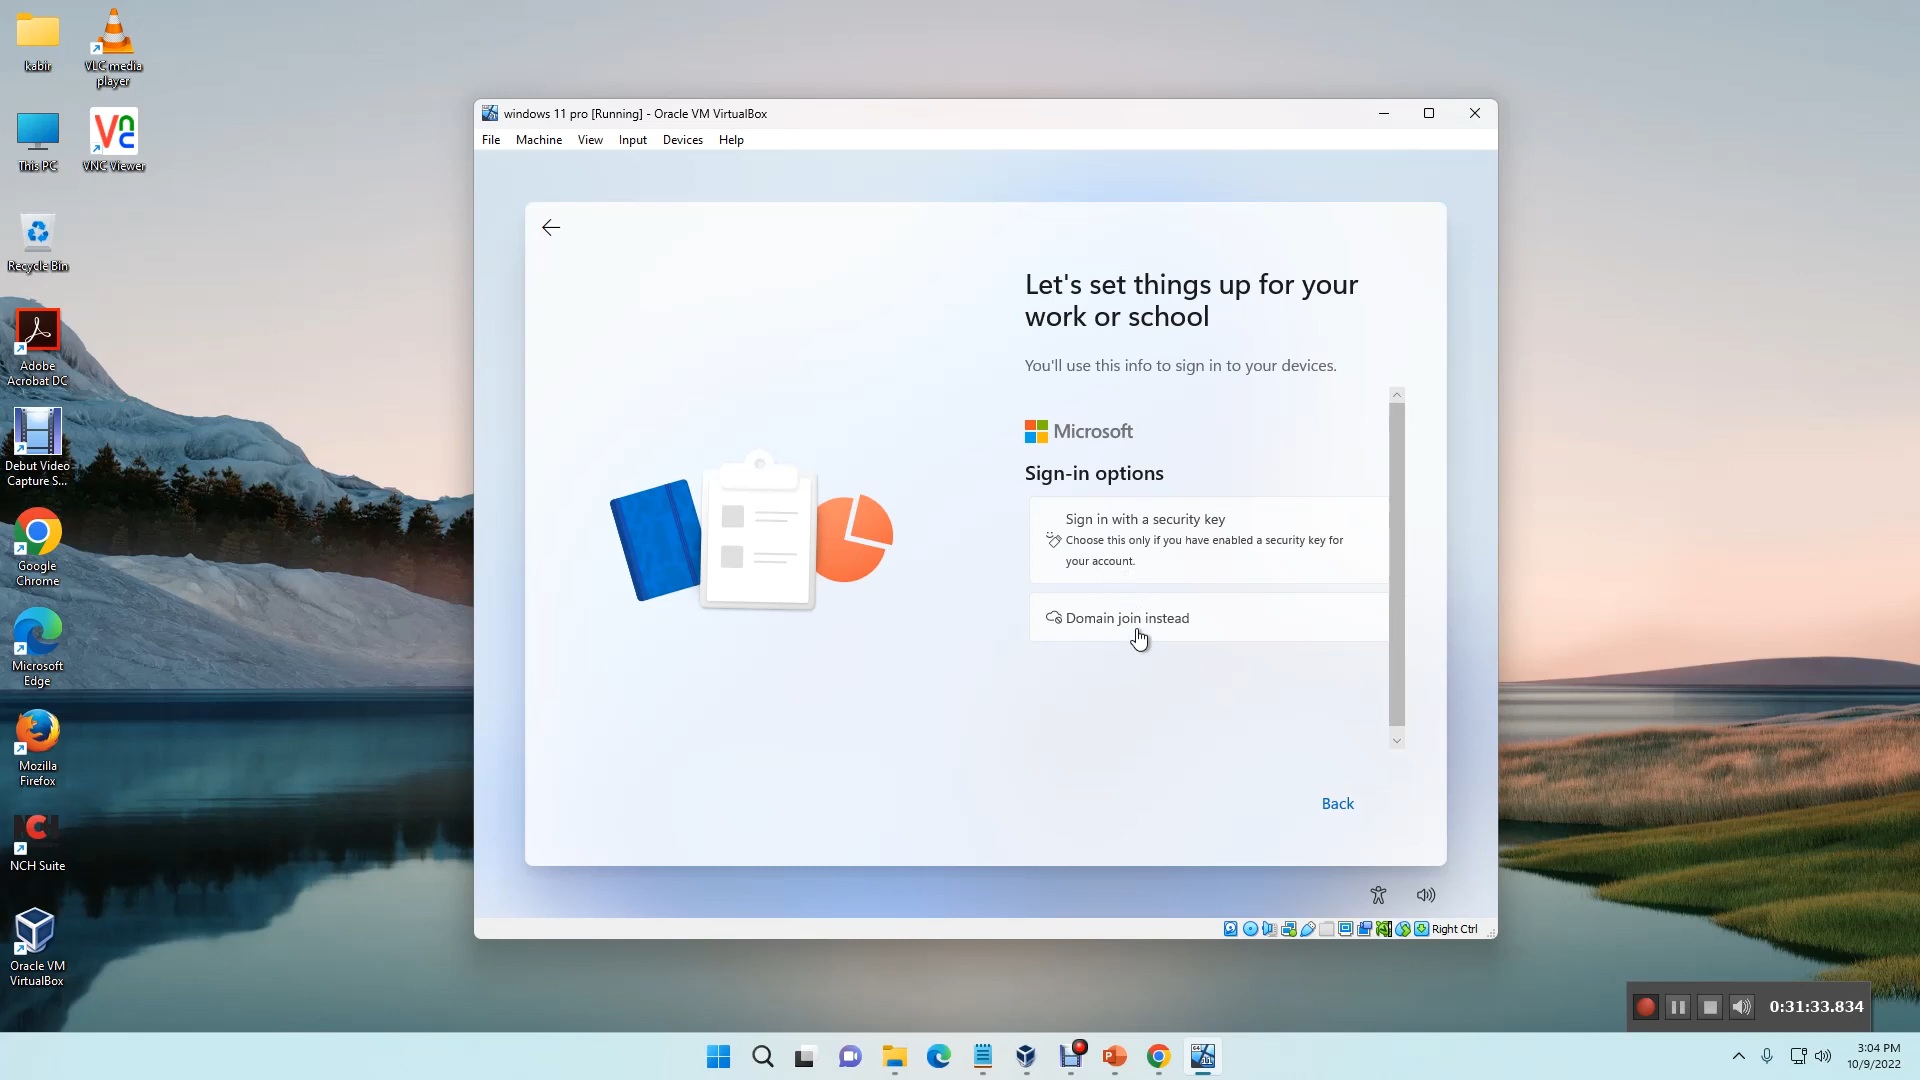 kabir
VLC media
player
This PC
VNC Viewer
Recycle Bin
Adobe
Acrobat DC
Debut Video
Capture S...
Google
Chrome
Microsoft
Edge
Mozilla
Firefox
NCH Suite
Oracle VM
VirtualBox
windows 11 pro [Running] - Oracle VM VirtualBox
File Machine View Input Devices Help
Let's set things up for your
work or school
You'll use this info to sign in to your devices.
Microsoft
Sign-in options
Sign in with a security key
Choose this only if you have enabled a security key for
your account.
Domain join instead
Back
Right Ctrl
0:31:33.834
3:04 PM
10/9/2022